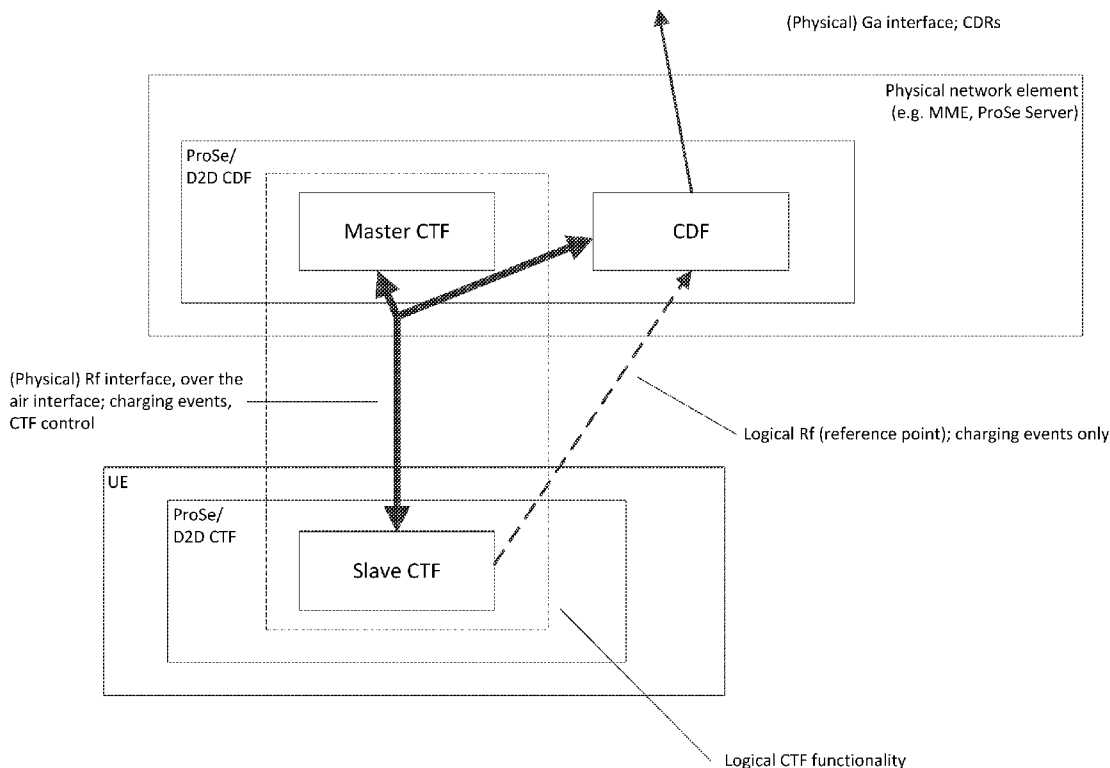 (Physical) Ga interface; CDRs
Physical network element
(e.g. MME, ProSe Server)
ProSe/
D2D CDF
Master CTF
CDF
(Physical) Rf interface, over the
air interface; charging events,
CTF control
Logical Rf (reference point); charging events only
UE
ProSe/
D2D CTF
Slave CTF
Logical CTF functionality